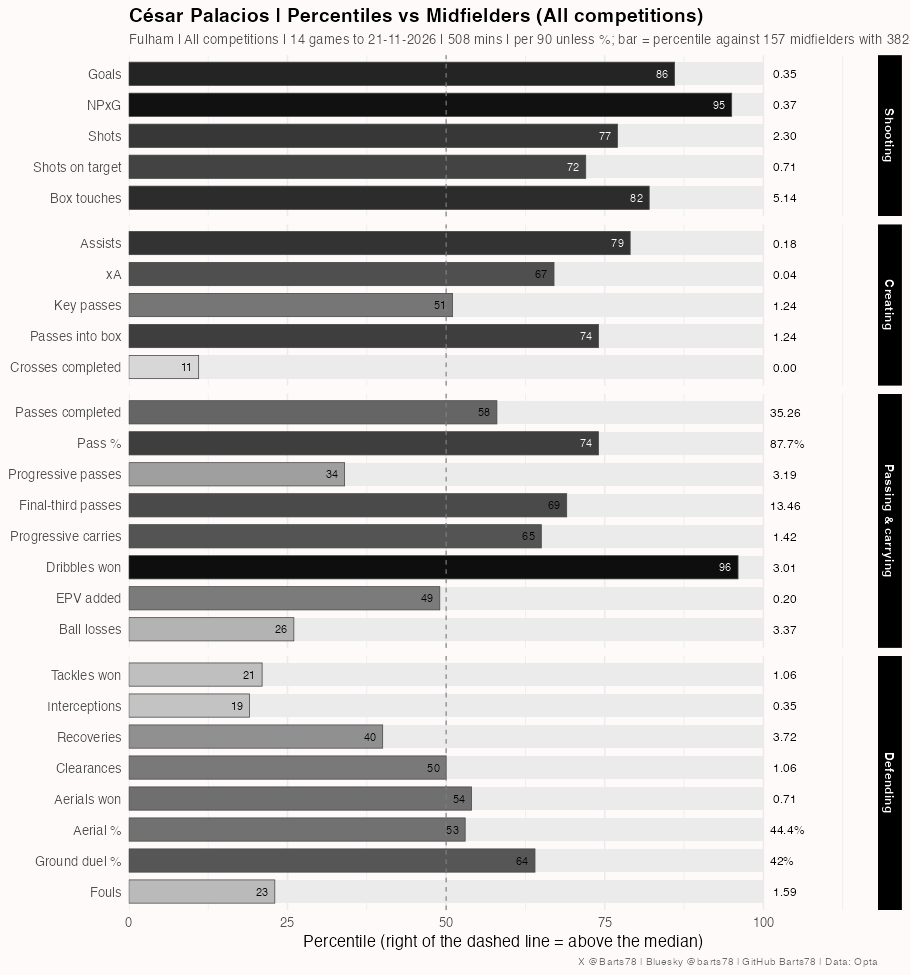 César Palacios | Percentiles vs Midfielders (All competitions)
Fulham | All competitions | 14 games to 21-11-2026 | 508 mins | per 90 unless %; bar = percentile against 157 midfielders with 382
Goals 86 0.35
NPxG 95 0.37
Shots 77 2.30
Shots on target 72 0.71
Box touches 82 5.14
Shooting
Assists 79 0.18
xA 67 0.04
Key passes 51 1.24
Passes into box 74 1.24
Crosses completed 11 0.00
Creating
Passes completed 58 35.26
Pass % 74 87.7%
Progressive passes 34 3.19
Final-third passes 69 13.46
Progressive carries 65 1.42
Dribbles won 96 3.01
EPV added 49 0.20
Ball losses 26 3.37
Passing & carrying
Tackles won 21 1.06
Interceptions 19 0.35
Recoveries 40 3.72
Clearances 50 1.06
Aerials won 54 0.71
Aerial % 53 44.4%
Ground duel % 64 42%
Fouls 23 1.59
Defending
0 25 50 75 100
Percentile (right of the dashed line = above the median)
X @Barts78 | Bluesky @barts78 | GitHub Barts78 | Data: Opta